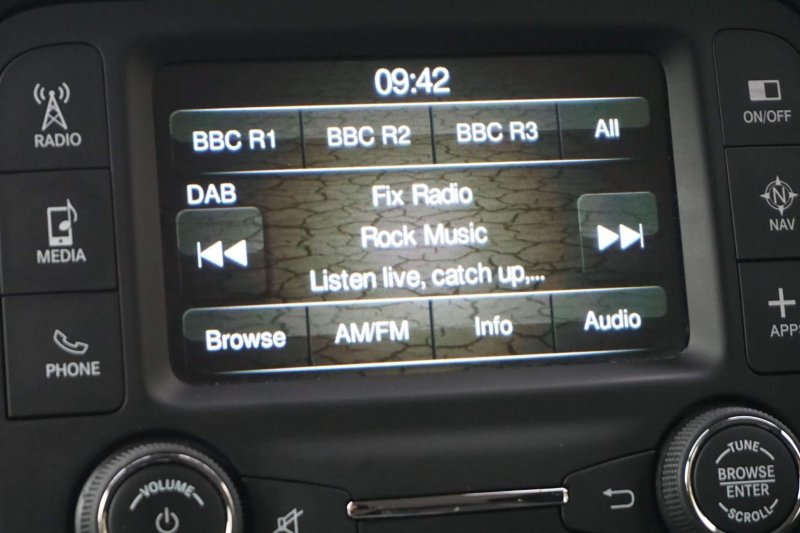 09:42
BBC R1 BBC R2 BBC R3 All
DAB Fix Radio
Rock Music
Listen live, catch up,...
Browse AM/FM Info Audio
RADIO
MEDIA
PHONE
ON/OFF
N
NAV
APPS
VOLUME
TUNE
BROWSE
ENTER
SCROLL